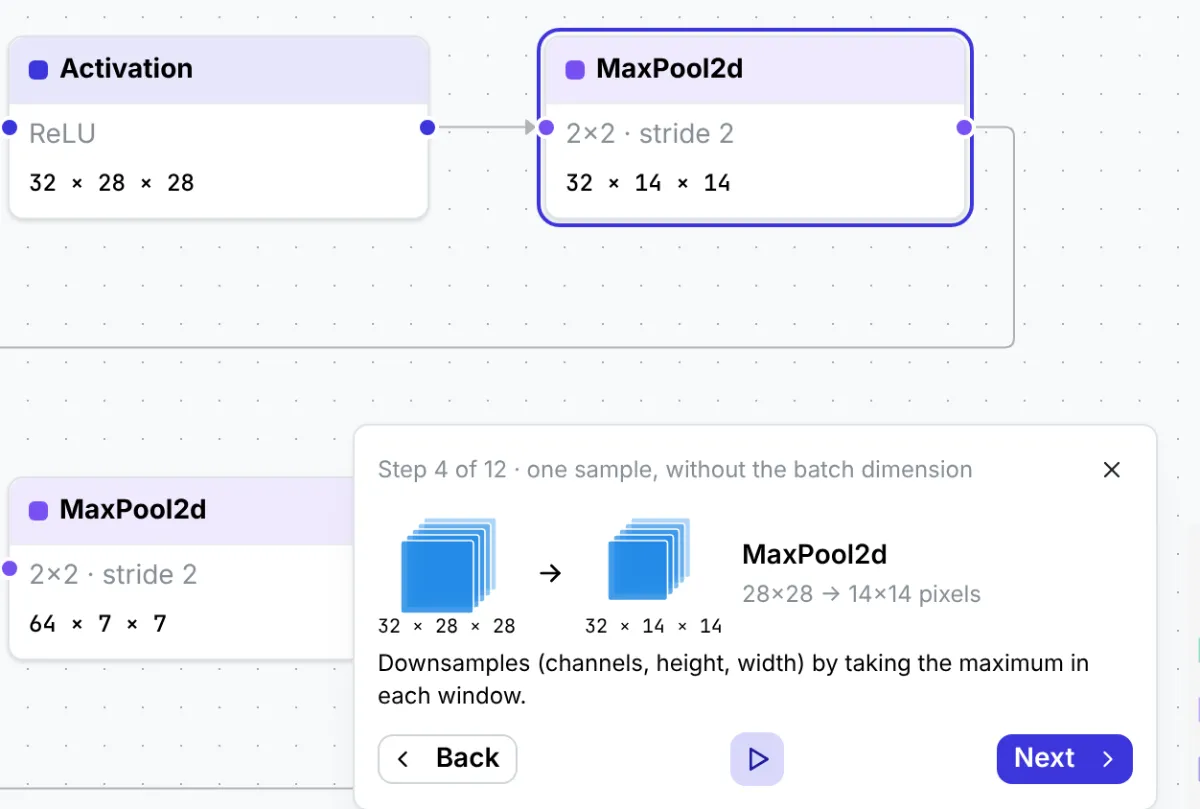 Activation
ReLU
32 × 28 × 28
MaxPool2d
2×2 · stride 2
32 × 14 × 14
MaxPool2d
2×2 · stride 2
64 × 7 × 7
Step 4 of 12 · one sample, without the batch dimension
32 × 28 × 28
32 × 14 × 14
MaxPool2d
28×28 → 14×14 pixels
Downsamples (channels, height, width) by taking the maximum in
each window.
Back
Next